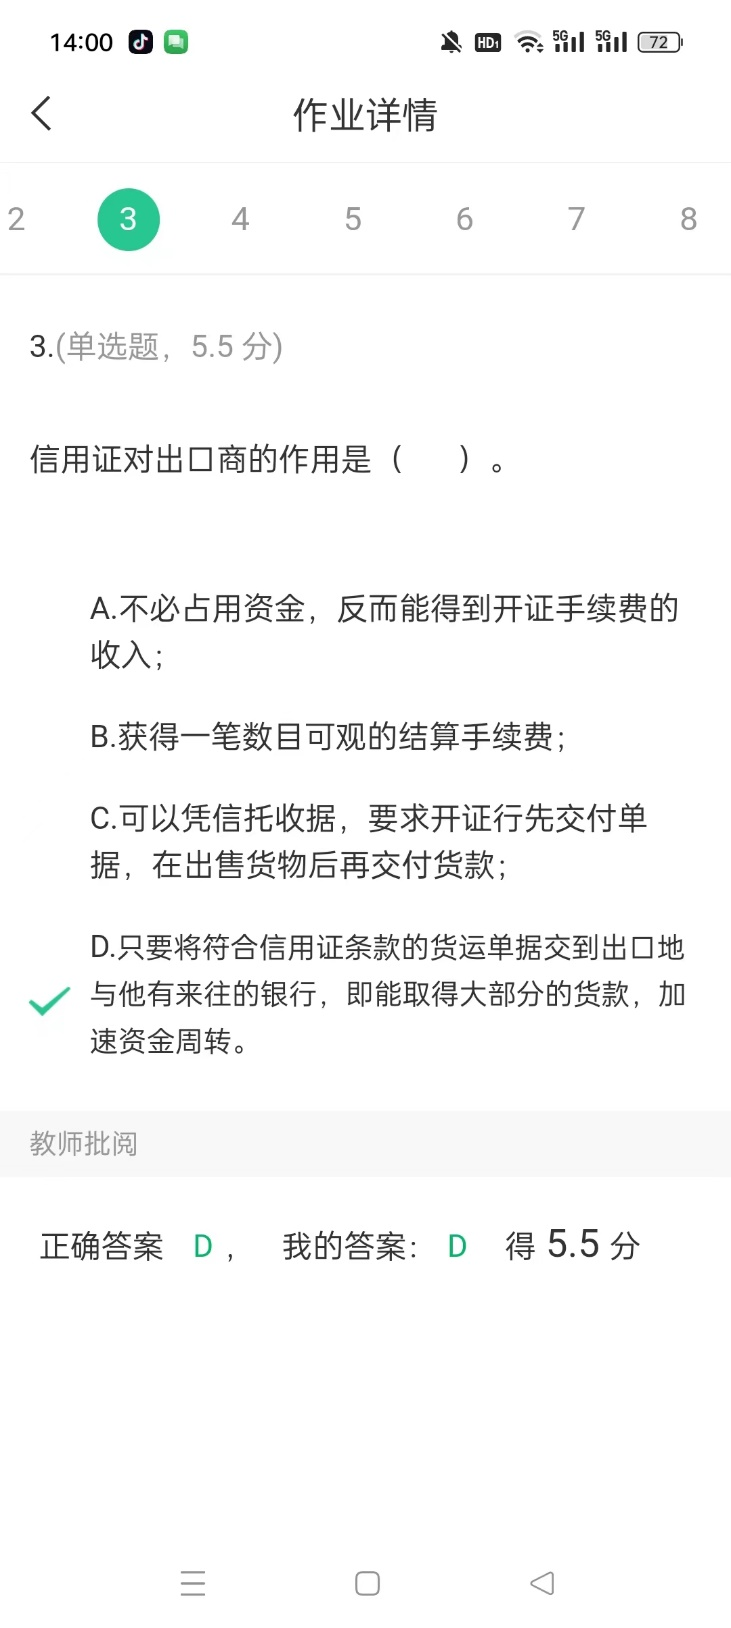 14:00 HD1 5G 5G 72
作业详情
2 3 4 5 6 7 8
3.(单选题，5.5 分)
信用证对出口商的作用是（　　）。
A.不必占用资金，反而能得到开证手续费的
收入；
B.获得一笔数目可观的结算手续费；
C.可以凭信托收据，要求开证行先交付单
据，在出售货物后再交付货款；
D.只要将符合信用证条款的货运单据交到出口地
与他有来往的银行，即能取得大部分的货款，加
速资金周转。
教师批阅
正确答案 D， 我的答案： D 得 5.5 分